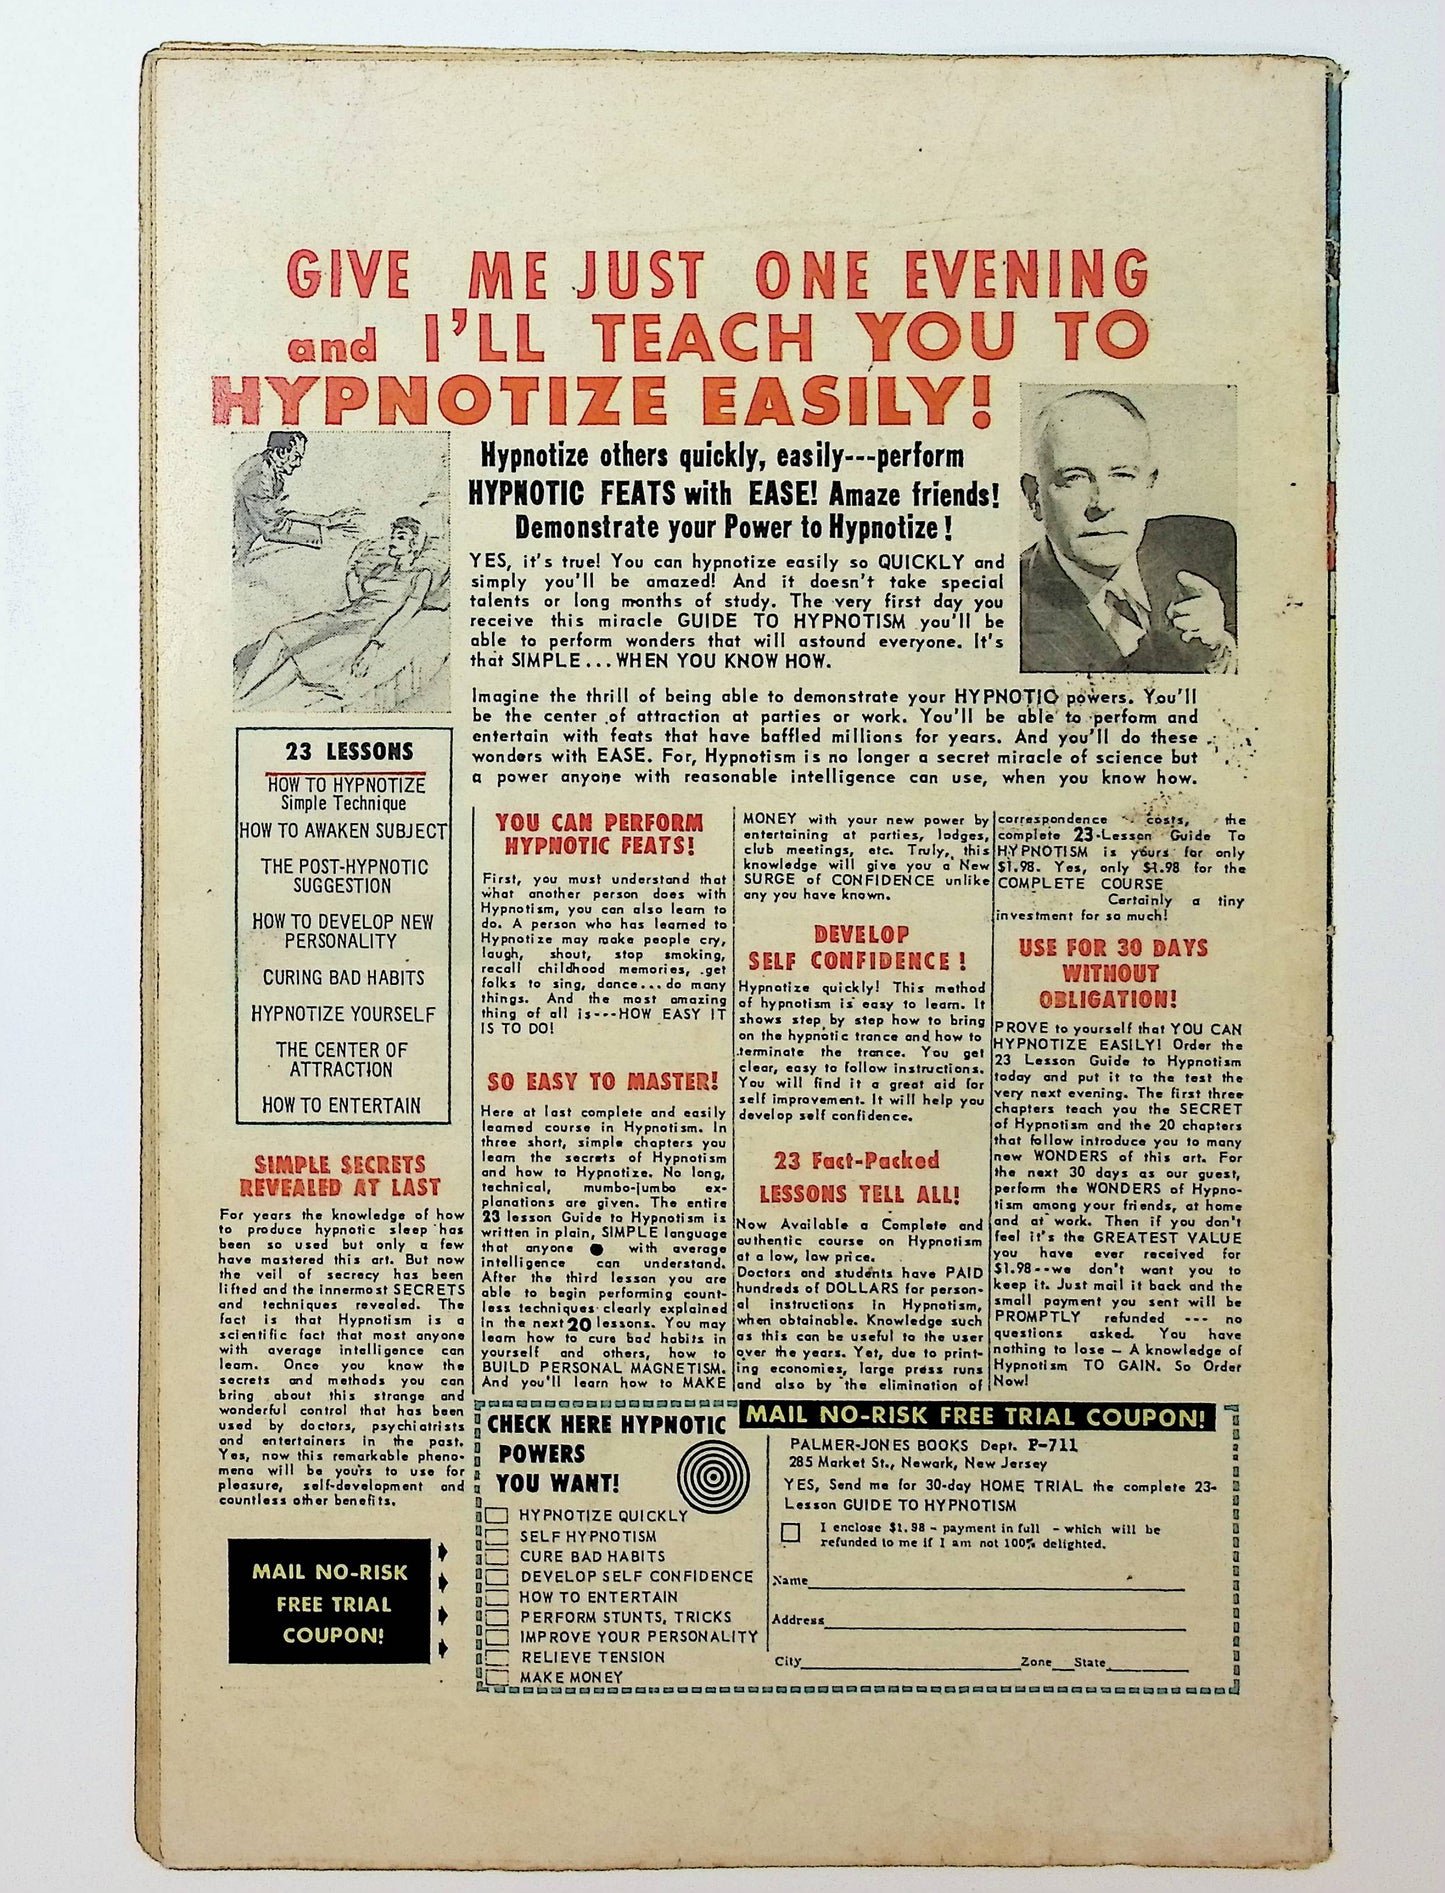 GIVE ME JUST ONE EVENING
and I'LL TEACH YOU TO
HYPNOTIZE EASILY!
Hypnotize others quickly, easily---perform
HYPNOTIC FEATS with EASE! Amaze friends!
Demonstrate your Power to Hypnotize!
YES, it's true! You can hypnotize easily so QUICKLY and
simply you'll be amazed! And it doesn't take special
talents or long months of study. The very first day you
receive this miracle GUIDE TO HYPNOTISM you'll be
able to perform wonders that will astound everyone. It's
that SIMPLE...WHEN YOU KNOW HOW.
Imagine the thrill of being able to demonstrate your HYPNOTIC powers. You'll
be the center of attraction at parties or work. You'll be able to perform and
entertain with feats that have baffled millions for years. And you'll do these
wonders with EASE. For, Hypnotism is no longer a secret miracle of science but
a power anyone with reasonable intelligence can use, when you know how.
23 LESSONS
HOW TO HYPNOTIZE
Simple Technique
HOW TO AWAKEN SUBJECT
THE POST-HYPNOTIC
SUGGESTION
HOW TO DEVELOP NEW
PERSONALITY
CURING BAD HABITS
HYPNOTIZE YOURSELF
THE CENTER OF
ATTRACTION
HOW TO ENTERTAIN
SIMPLE SECRETS
REVEALED AT LAST
For years the knowledge of how
to produce hypnotic sleep has
been so used but only a few
have mastered this art. But now
the veil of secrecy has been
lifted and the innermost SECRETS
and techniques revealed. The
fact is that Hypnotism is a
scientific fact that most anyone
with average intelligence can
learn. Once you know the
secrets and methods you can
bring about this strange and
wonderful control that has been
used by doctors, psychiatrists
and entertainers in the past.
Yes, now this remarkable pheno-
mena will be yours to use for
pleasure, self-development and
countless other benefits.
MAIL NO-RISK
FREE TRIAL
COUPON!
YOU CAN PERFORM
HYPNOTIC FEATS!
First, you must understand that
what another person does with
Hypnotism, you can also learn to
do. A person who has learned to
Hypnotize may make people cry,
laugh, shout, stop smoking,
recall childhood memories, get
folks to sing, dance...do many
things. And the most amazing
thing of all is---HOW EASY IT
IS TO DO!
SO EASY TO MASTER!
Here at last complete and easily
learned course in Hypnotism. In
three short, simple chapters you
learn the secrets of Hypnotism
and how to Hypnotize. No long,
technical, mumbo-jumbo ex-
planations are given. The entire
23 lesson Guide to Hypnotism is
written in plain, SIMPLE language
that anyone with average
intelligence can understand.
After the third lesson you are
able to begin performing count-
less techniques clearly explained
in the next 20 lessons. You may
learn how to cure bad habits in
yourself and others, how to
BUILD PERSONAL MAGNETISM.
And you'll learn how to MAKE
MONEY with your new power by
entertaining at parties, lodges,
club meetings, etc. Truly, this
knowledge will give you a New
SURGE of CONFIDENCE unlike
any you have known.
DEVELOP
SELF CONFIDENCE!
Hypnotize quickly! This method
of hypnotism is easy to learn. It
shows step by step how to bring
on the hypnotic trance and how to
terminate the trance. You get
clear, easy to follow instructions.
You will find it a great aid for
self improvement. It will help you
develop self confidence.
23 Fact-Packed
LESSONS TELL ALL!
Now Available a Complete and
authentic course on Hypnotism
at a low, low price.
Doctors and students have PAID
hundreds of DOLLARS for person-
al instructions in Hypnotism,
when obtainable. Knowledge such
as this can be useful to the user
over the years. Yet, due to print-
ing economies, large press runs
and also by the elimination of
correspondence costs, the
complete 23-Lesson Guide To
HYPNOTISM is yours for only
$1.98. Yes, only $1.98 for the
COMPLETE COURSE
Certainly a tiny
investment for so much!
USE FOR 30 DAYS
WITHOUT
OBLIGATION!
PROVE to yourself that YOU CAN
HYPNOTIZE EASILY! Order the
23 Lesson Guide to Hypnotism
today and put it to the test the
very next evening. The first three
chapters teach you the SECRET
of Hypnotism and the 20 chapters
that follow introduce you to many
new WONDERS of this art. For
the next 30 days as our guest,
perform the WONDERS of Hypno-
tism among your friends, at home
and at work. Then if you don't
feel it's the GREATEST VALUE
you have ever received for
$1.98--we don't want you to
keep it. Just mail it back and the
small payment you sent will be
PROMPTLY refunded --- no
questions asked. You have
nothing to lose — A knowledge of
Hypnotism TO GAIN. So Order
Now!
CHECK HERE HYPNOTIC
POWERS
YOU WANT!
HYPNOTIZE QUICKLY
SELF HYPNOTISM
CURE BAD HABITS
DEVELOP SELF CONFIDENCE
HOW TO ENTERTAIN
PERFORM STUNTS, TRICKS
IMPROVE YOUR PERSONALITY
RELIEVE TENSION
MAKE MONEY
MAIL NO-RISK FREE TRIAL COUPON!
PALMER-JONES BOOKS Dept. P-711
285 Market St., Newark, New Jersey
YES, Send me for 30-day HOME TRIAL the complete 23-
Lesson GUIDE TO HYPNOTISM
I enclose $1.98 - payment in full - which will be
refunded to me if I am not 100% delighted.
Name
Address
City Zone State